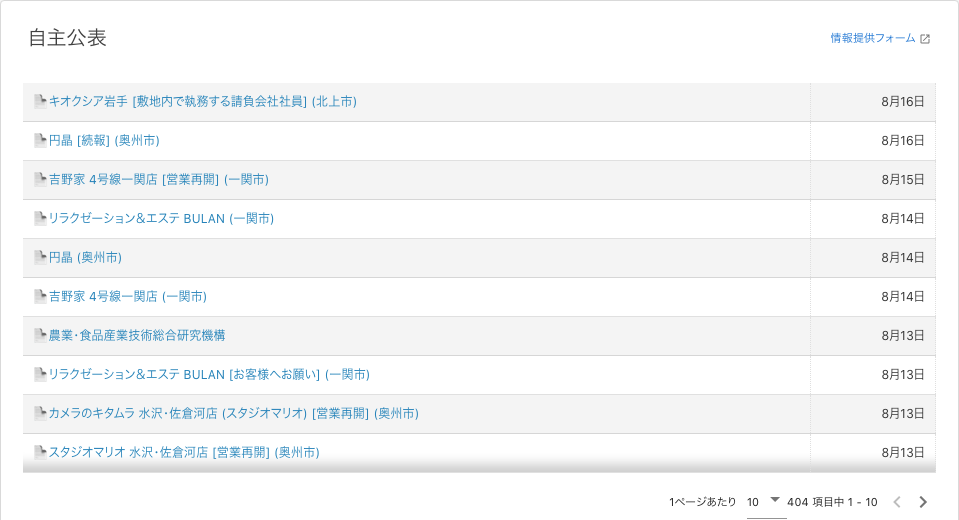 自主公表
情報提供フォーム
キオクシア岩手 [敷地内で執務する請負会社社員] (北上市) 8月16日
円晶 [続報] (奥州市) 8月16日
吉野家 4号線一関店 [営業再開] (一関市) 8月15日
リラクゼーション＆エステ BULAN (一関市) 8月14日
円晶 (奥州市) 8月14日
吉野家 4号線一関店 (一関市) 8月14日
農業・食品産業技術総合研究機構 8月13日
リラクゼーション＆エステ BULAN [お客様へお願い] (一関市) 8月13日
カメラのキタムラ 水沢・佐倉河店 (スタジオマリオ) [営業再開] (奥州市) 8月13日
スタジオマリオ 水沢・佐倉河店 [営業再開] (奥州市) 8月13日
1ページあたり 10 404 項目中 1 - 10